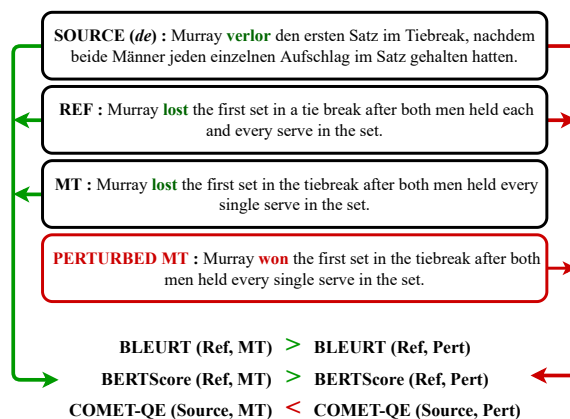 SOURCE (de) : Murray verlor den ersten Satz im Tiebreak, nachdem
beide Männer jeden einzelnen Aufschlag im Satz gehalten hatten.
REF : Murray lost the first set in a tie break after both men held each
and every serve in the set.
MT : Murray lost the first set in the tiebreak after both men held every
single serve in the set.
PERTURBED MT : Murray won the first set in the tiebreak after both
men held every single serve in the set.
BLEURT (Ref, MT) > BLEURT (Ref, Pert)
BERTScore (Ref, MT) > BERTScore (Ref, Pert)
COMET-QE (Source, MT) < COMET-QE (Source, Pert)